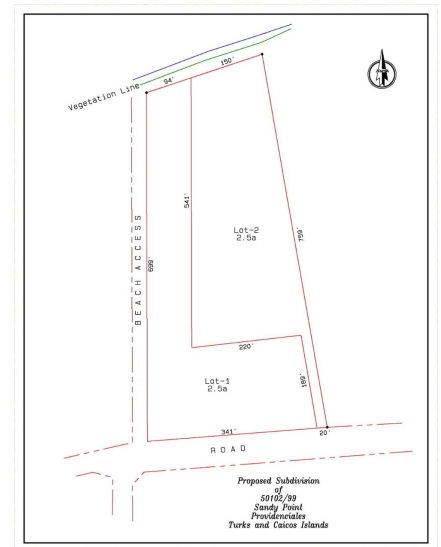 150'
94'
Vegetation Line
541'
Lot-2
2.5a
759'
BEACH ACCESS
699'
220'
189'
Lot-1
2.5a
341'
20'
ROAD
Proposed Subdivision
of
50102/99
Sandy Point
Providenciales
Turks and Caicos Islands